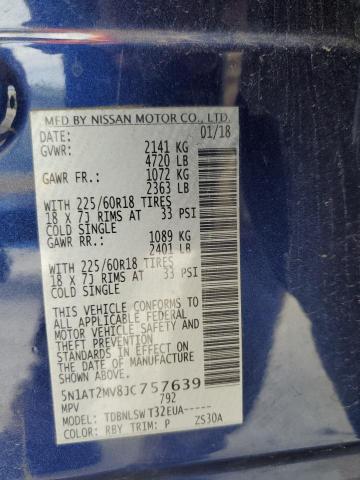 MFD BY NISSAN MOTOR CO., LTD.
DATE: 01/18
GVWR: 2141 KG
4720 LB
GAWR FR.: 1072 KG
2363 LB
WITH 225/60R18 TIRES
18 X 7J RIMS AT 33 PSI
COLD SINGLE
GAWR RR.: 1089 KG
2401 LB
WITH 225/60R18 TIRES
18 X 7J RIMS AT 33 PSI
COLD SINGLE
THIS VEHICLE CONFORMS TO
ALL APPLICABLE FEDERAL
MOTOR VEHICLE SAFETY
AND THEFT PREVENTION
STANDARDS IN EFFECT ON
THE DATE OF MANUFACTURE
SHOWN ABOVE.
5N1AT2MV8JC757639
MPV 792
TDBNLSW T32EUA-----
COLOR: RBY TRIM: P ZS30A